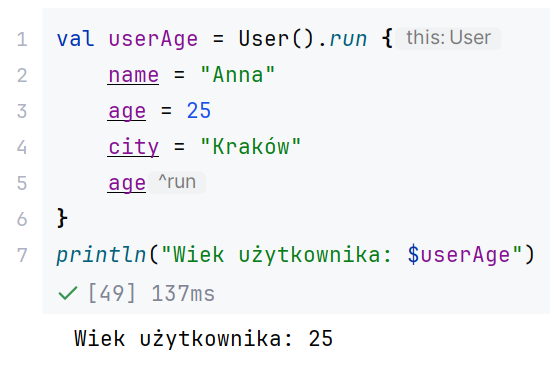 1 val userAge = User().run { this: User
2 name = "Anna"
3 age = 25
4 city = "Kraków"
5 age ^run
6 }
7 println("Wiek użytkownika: $userAge")
[49] 137ms
Wiek użytkownika: 25